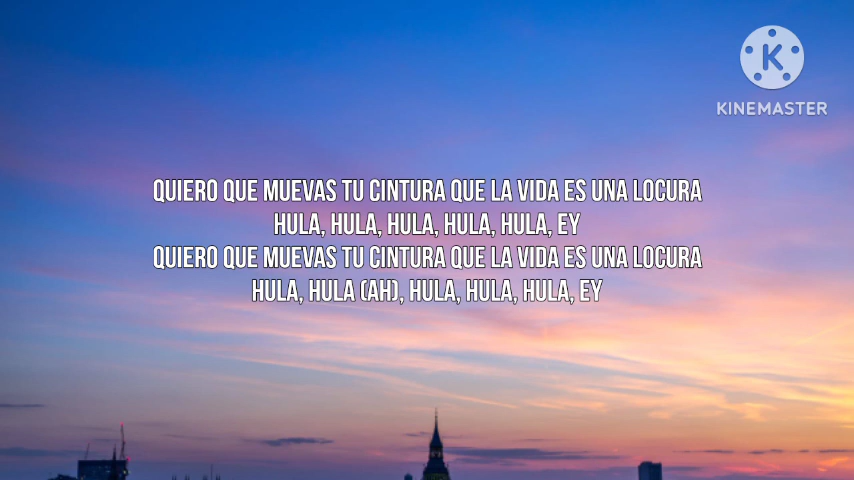 K
KINEMASTER
QUIERO QUE MUEVAS TU CINTURA QUE LA VIDA ES UNA LOCURA
HULA, HULA, HULA, HULA, HULA, EY
QUIERO QUE MUEVAS TU CINTURA QUE LA VIDA ES UNA LOCURA
HULA, HULA (AH), HULA, HULA, HULA, EY